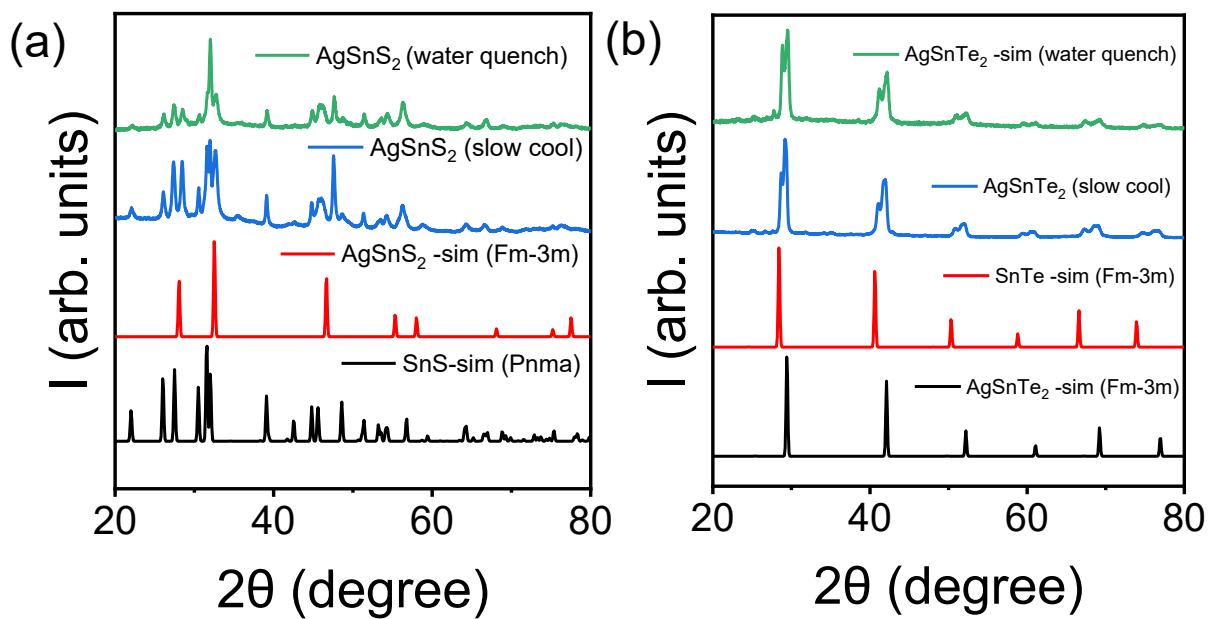 (a)
AgSnS₂ (water quench)
AgSnS₂ (slow cool)
AgSnS₂ -sim (Fm-3m)
SnS-sim (Pnma)
I (arb. units)
20 40 60 80
2θ (degree)
(b)
AgSnTe₂ -sim (water quench)
AgSnTe₂ (slow cool)
SnTe -sim (Fm-3m)
AgSnTe₂ -sim (Fm-3m)
I (arb. units)
20 40 60 80
2θ (degree)